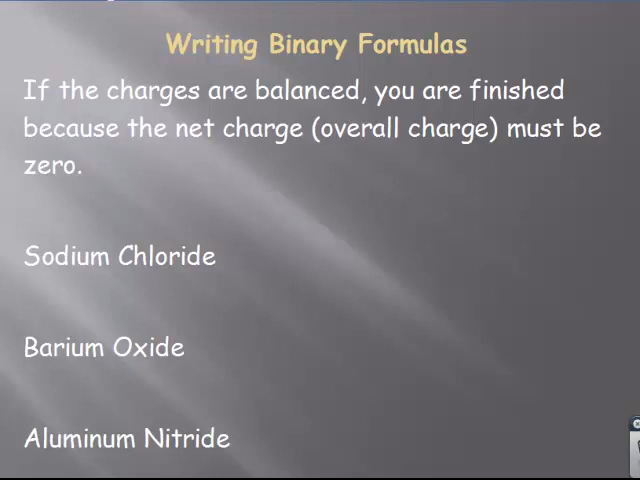 Writing Binary Formulas
If the charges are balanced, you are finished
because the net charge (overall charge) must be
zero.
Sodium Chloride
Barium Oxide
Aluminum Nitride